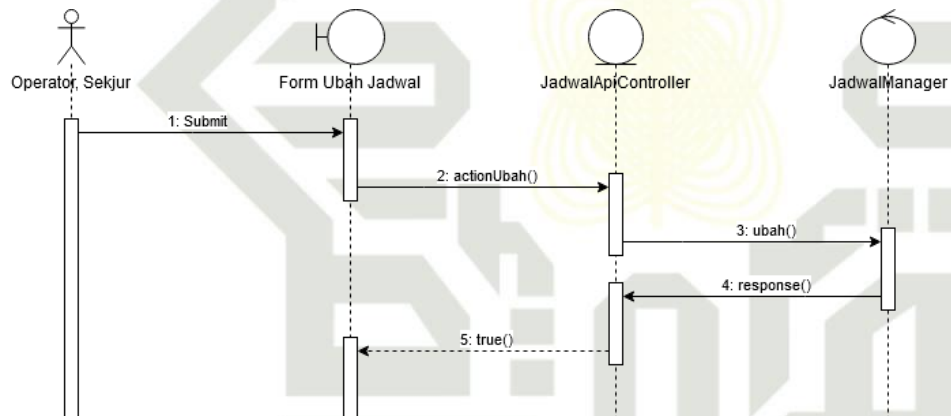 Operator, Sekjur
Form Ubah Jadwal
JadwalApiController
JadwalManager
1: Submit
2: actionUbah()
3: ubah()
4: response()
5: true()